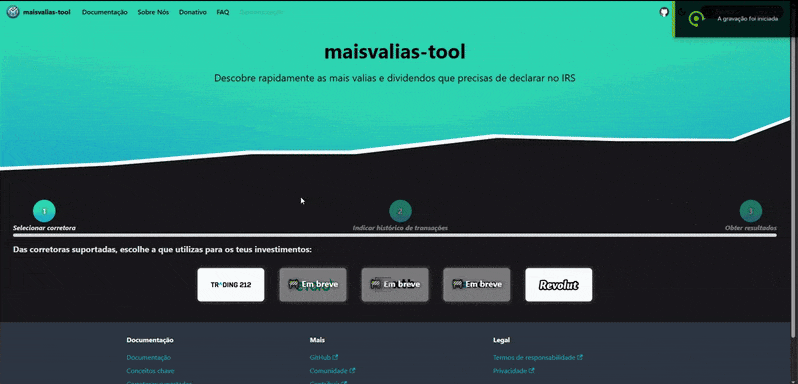 maisvalias-tool Documentação Sobre Nós Donativo FAQ
A gravação foi iniciada
maisvalias-tool
Descobre rapidamente as mais valias e dividendos que precisas de declarar no IRS
1 2 3
Selecionar corretora Indicar histórico de transações Obter resultados
Das corretoras suportadas, escolhe a que utilizas para os teus investimentos:
TRADING 212 Em breve Em breve Em breve Revolut
Documentação Mais Legal
Documentação GitHub Termos de responsabilidade
Conceitos chave Comunidade Privacidade